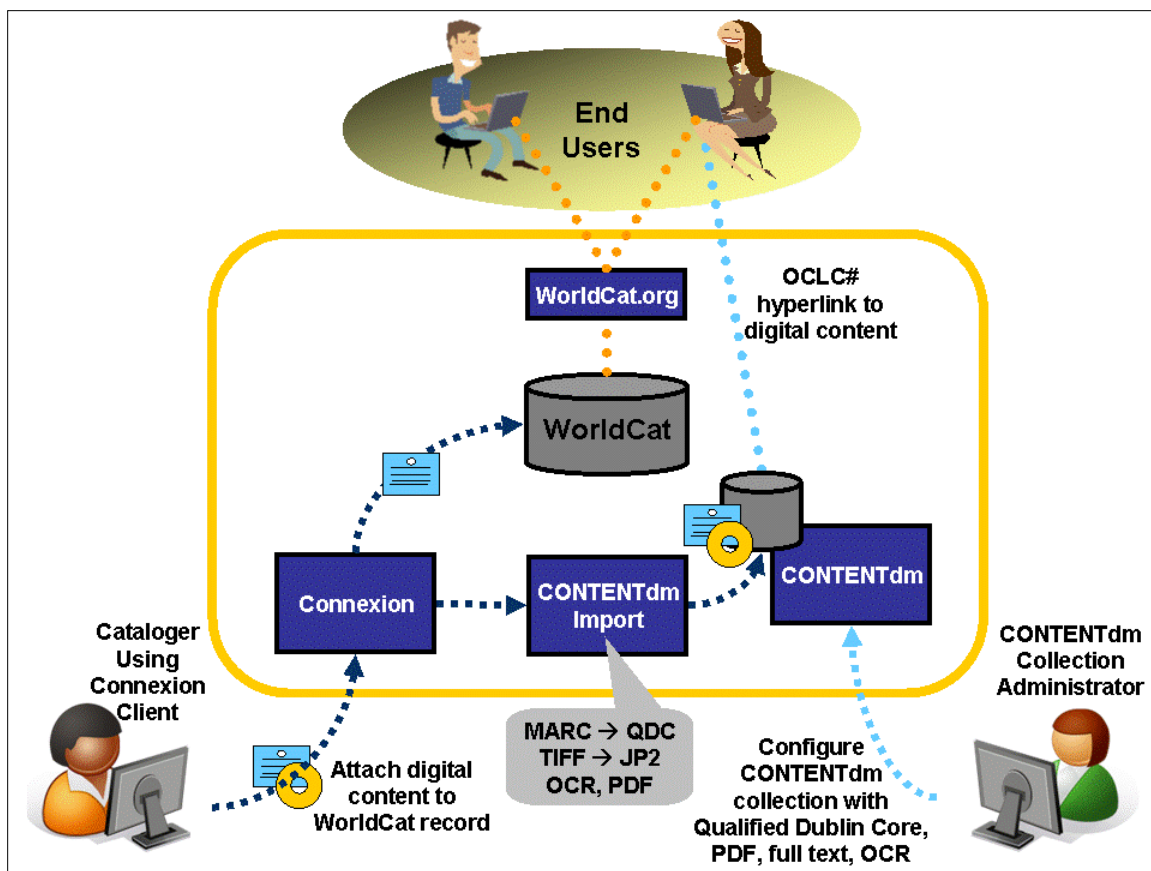 End
Users
WorldCat.org
OCLC#
hyperlink to
digital content
WorldCat
Connexion
CONTENTdm
Import
CONTENTdm
Cataloger
Using
Connexion
Client
CONTENTdm
Collection
Administrator
MARC → QDC
TIFF → JP2
OCR, PDF
Attach digital
content to
WorldCat record
Configure
CONTENTdm
collection with
Qualified Dublin Core,
PDF, full text, OCR